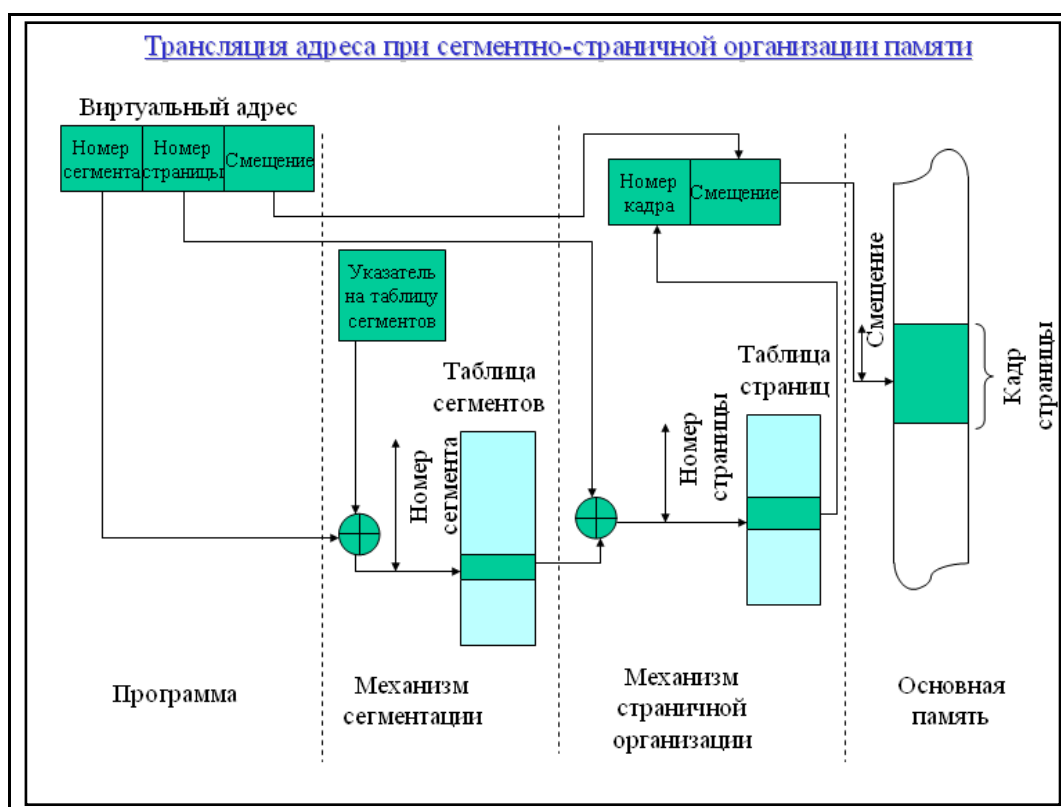 Трансляция адреса при сегментно-страничной организации памяти
Виртуальный адрес
Номер
сегмента
Номер
страницы
Смещение
Номер
кадра
Смещение
Указатель
на таблицу
сегментов
Таблица
сегментов
Номер
сегмента
Таблица
страниц
Номер
страницы
Смещение
Кадр
страницы
Программа
Механизм
сегментации
Механизм
страничной
организации
Основная
память